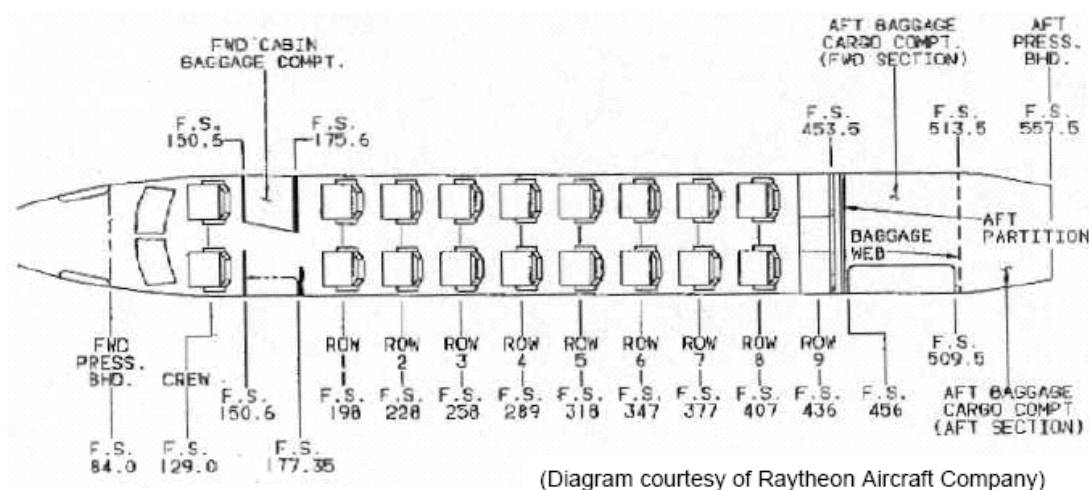 FWD CABIN
BAGGAGE COMPT.
AFT BAGGAGE
CARGO COMPT.
(FWD SECTION)
AFT
PRESS.
BHD.
F.S.
150.5
F.S.
175.6
F.S.
453.5
F.S.
513.5
F.S.
557.5
AFT
PARTITION
BAGGAGE
WEB
FWD
PRESS.
BHD.
CREW
ROW
1
ROW
2
ROW
3
ROW
4
ROW
5
ROW
6
ROW
7
ROW
8
ROW
9
F.S.
509.5
F.S.
150.6
F.S.
198
F.S.
228
F.S.
258
F.S.
289
F.S.
318
F.S.
347
F.S.
377
F.S.
407
F.S.
436
F.S.
456
AFT BAGGAGE
CARGO COMPT
(AFT SECTION)
F.S.
84.0
F.S.
129.0
F.S.
177.35
(Diagram courtesy of Raytheon Aircraft Company)